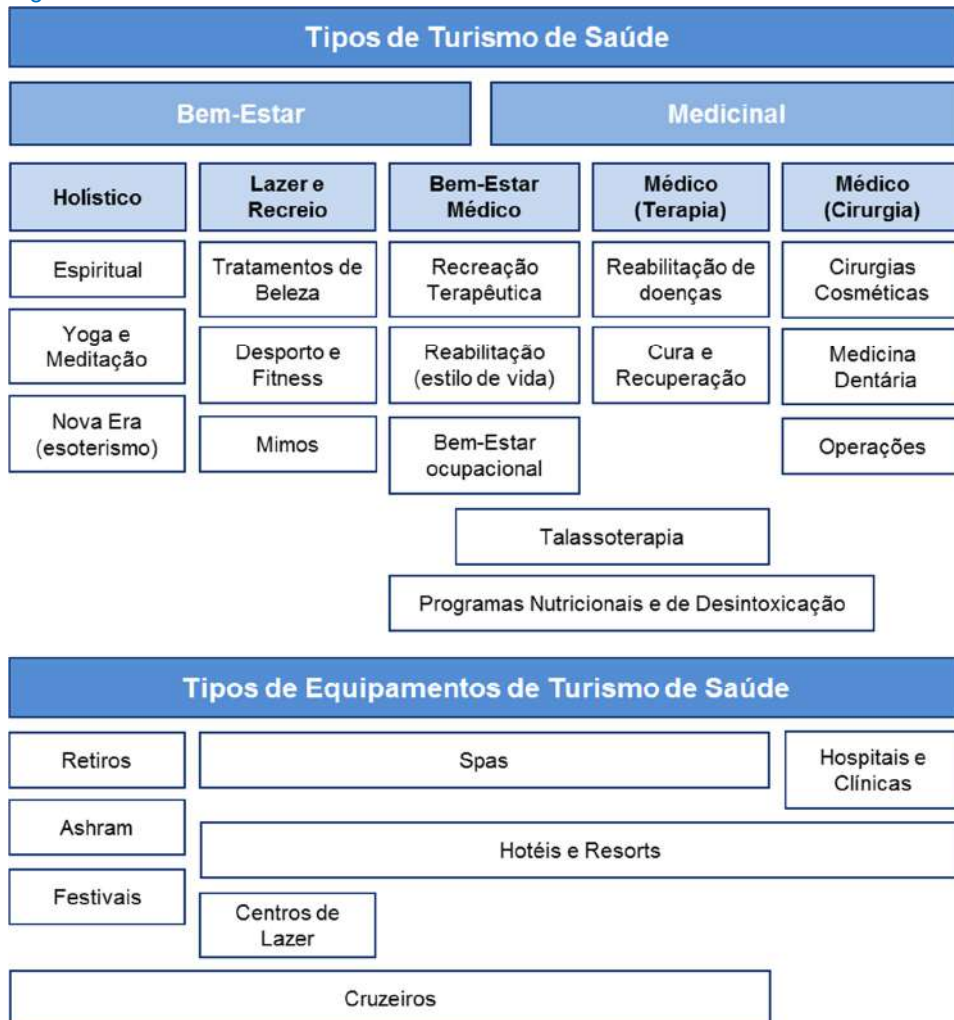 Tipos de Turismo de Saúde
Bem-Estar
Medicinal
Holístico
Lazer e
Recreio
Bem-Estar
Médico
Médico
(Terapia)
Médico
(Cirurgia)
Espiritual
Tratamentos de
Beleza
Recreação
Terapêutica
Reabilitação de
doenças
Cirurgias
Cosméticas
Yoga e
Meditação
Desporto e
Fitness
Reabilitação
(estilo de vida)
Cura e
Recuperação
Medicina
Dentária
Nova Era
(esoterismo)
Mimos
Bem-Estar
ocupacional
Operações
Talassoterapia
Programas Nutricionais e de Desintoxicação
Tipos de Equipamentos de Turismo de Saúde
Retiros
Spas
Hospitais e
Clínicas
Ashram
Hotéis e Resorts
Festivais
Centros de
Lazer
Cruzeiros